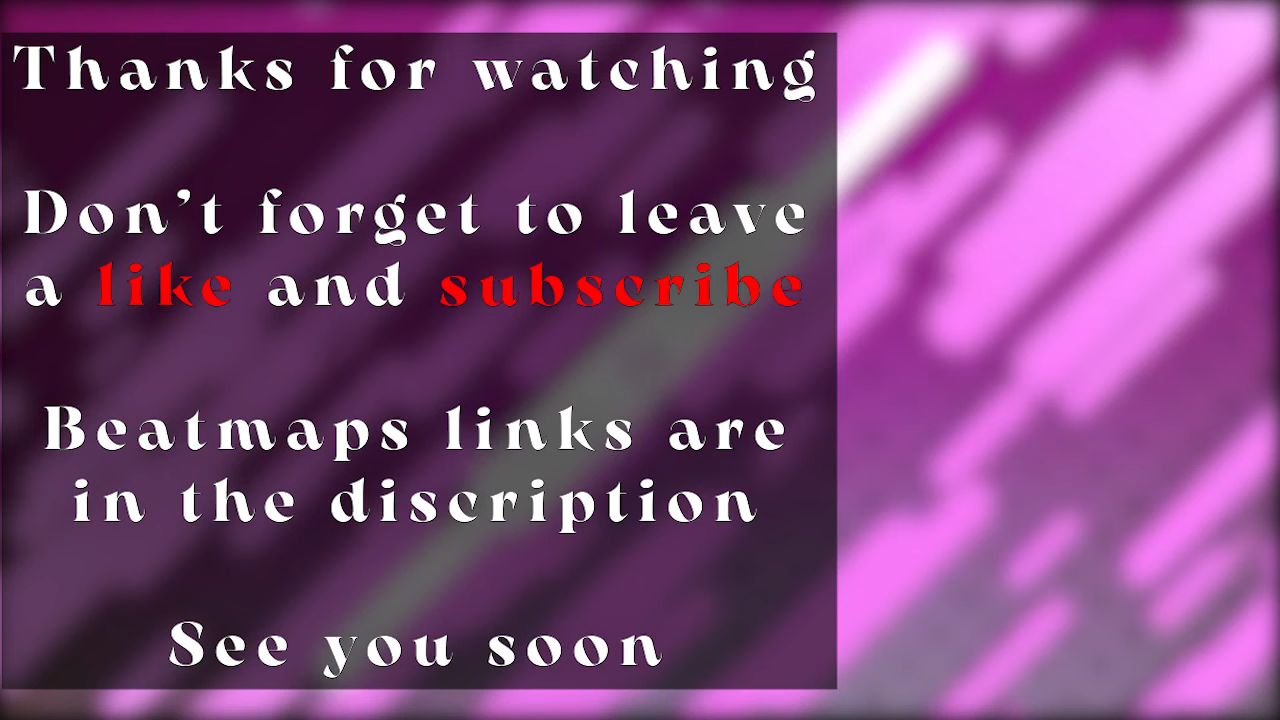 Thanks for watching
Don't forget to leave
a like and subscribe
Beatmaps links are
in the discription
See you soon